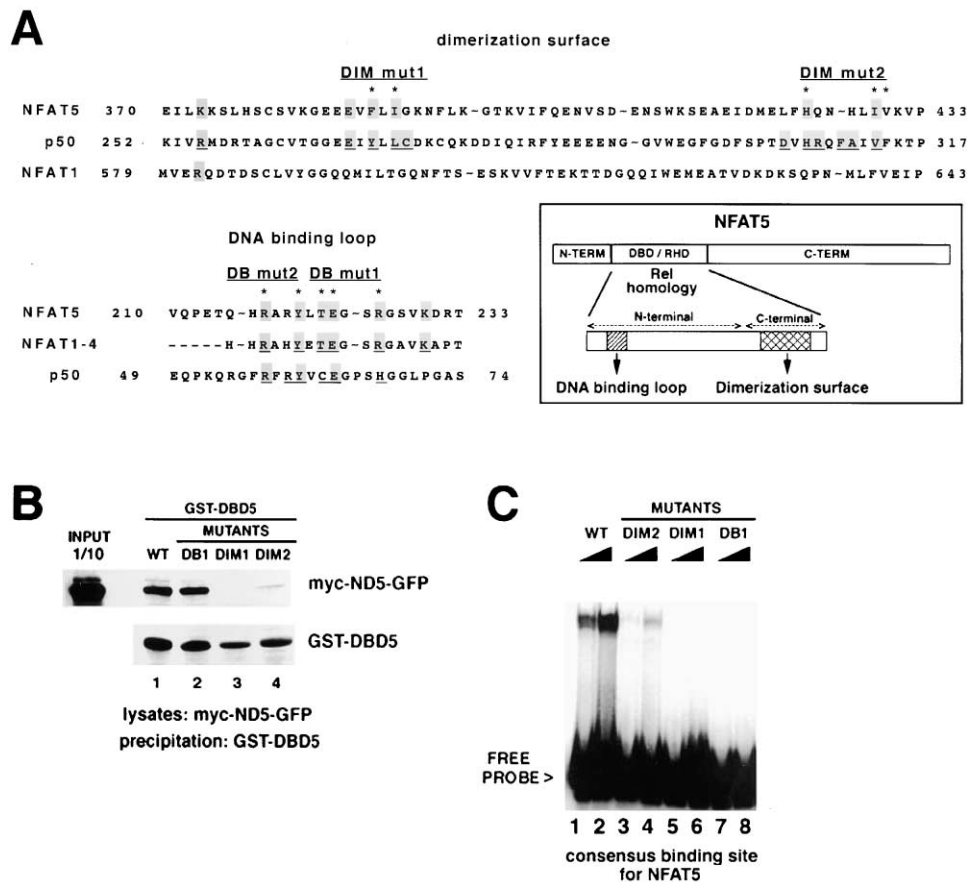 A
dimerization surface
DIM mut1 DIM mut2
* * * * *
NFAT5 370 EILKKSLHSCSVKGEEEVFLIGKNFLK~GTKVIFQENVSD~ENSWKSEAEIDMELFHQN~HLIVKVP 433
p50 252 KIVRMDRTAGCVTGGEEIYLLCDKCQKDDIQIRFYEEEENG~GVWEGFGDFSPTDVHRQFAIVFKTP 317
NFAT1 579 MVERQDTDSCLVYGGQQMILTGQNFTS~ESKVVFTEKTTDGQQIWEMEATVDKDKSQPN~MLFVEIP 643
DNA binding loop
DB mut2 DB mut1
* * * * *
NFAT5 210 VQPETQ~HRARYLTEG~SRGSVKDRT 233
NFAT1-4 -----H~HRAHYETEG~SRGAVKAPT
p50 49 EQPKQRGFRFRYVCEGPSHGGLPGAS 74
NFAT5
N-TERM DBD / RHD C-TERM
Rel
homology
N-terminal C-terminal
DNA binding loop Dimerization surface
B
GST-DBD5
INPUT
1/10
MUTANTS
WT DB1 DIM1 DIM2
myc-ND5-GFP
GST-DBD5
1 2 3 4
lysates: myc-ND5-GFP
precipitation: GST-DBD5
C
MUTANTS
WT DIM2 DIM1 DB1
FREE
PROBE >
1 2 3 4 5 6 7 8
consensus binding site
for NFAT5